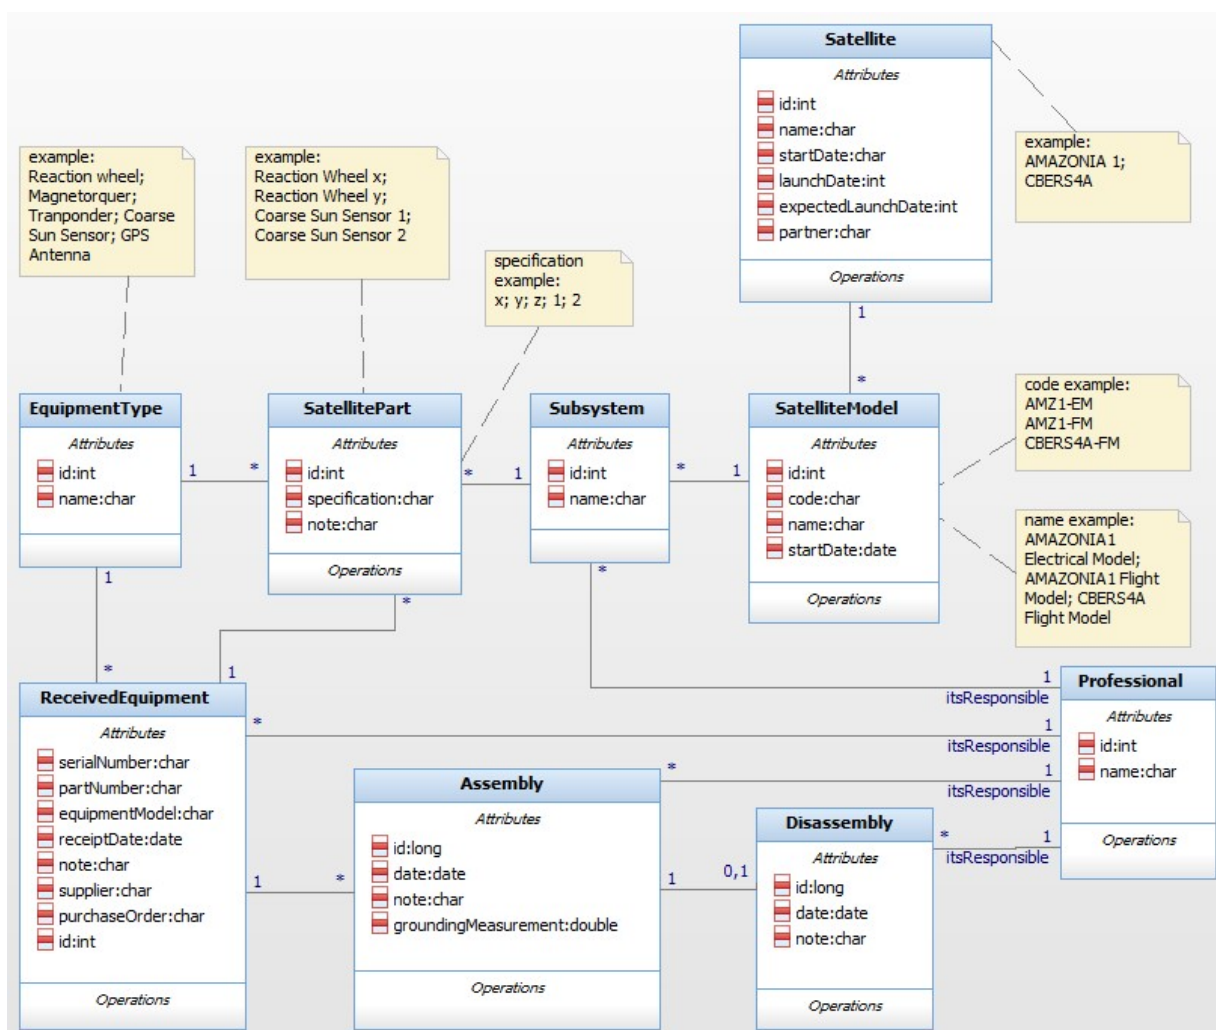 Satellite
Attributes
id:int
name:char
startDate:char
launchDate:int
expectedLaunchDate:int
partner:char
Operations
example:
AMAZONIA 1;
CBERS4A
example:
Reaction wheel;
Magnetorquer;
Tranponder; Coarse
Sun Sensor; GPS
Antenna
example:
Reaction Wheel x;
Reaction Wheel y;
Coarse Sun Sensor 1;
Coarse Sun Sensor 2
specification
example:
x; y; z; 1; 2
1
*
EquipmentType
Attributes
id:int
name:char
1
*
SatellitePart
Attributes
id:int
specification:char
note:char
Operations
*
1
Subsystem
Attributes
id:int
name:char
*
1
SatelliteModel
Attributes
id:int
code:char
name:char
startDate:date
Operations
code example:
AMZ1-EM
AMZ1-FM
CBERS4A-FM
name example:
AMAZONIA1
Electrical Model;
AMAZONIA1 Flight
Model; CBERS4A
Flight Model
1
*
*
1
*
1
itsResponsible
ReceivedEquipment
Attributes
serialNumber:char
partNumber:char
equipmentModel:char
receiptDate:date
note:char
supplier:char
purchaseOrder:char
id:int
Operations
*
1
itsResponsible
Professional
Attributes
id:int
name:char
Operations
*
1
itsResponsible
Assembly
Attributes
id:long
date:date
note:char
groundingMeasurement:double
Operations
1
*
1
0,1
Disassembly
Attributes
id:long
date:date
note:char
Operations
*
1
itsResponsible